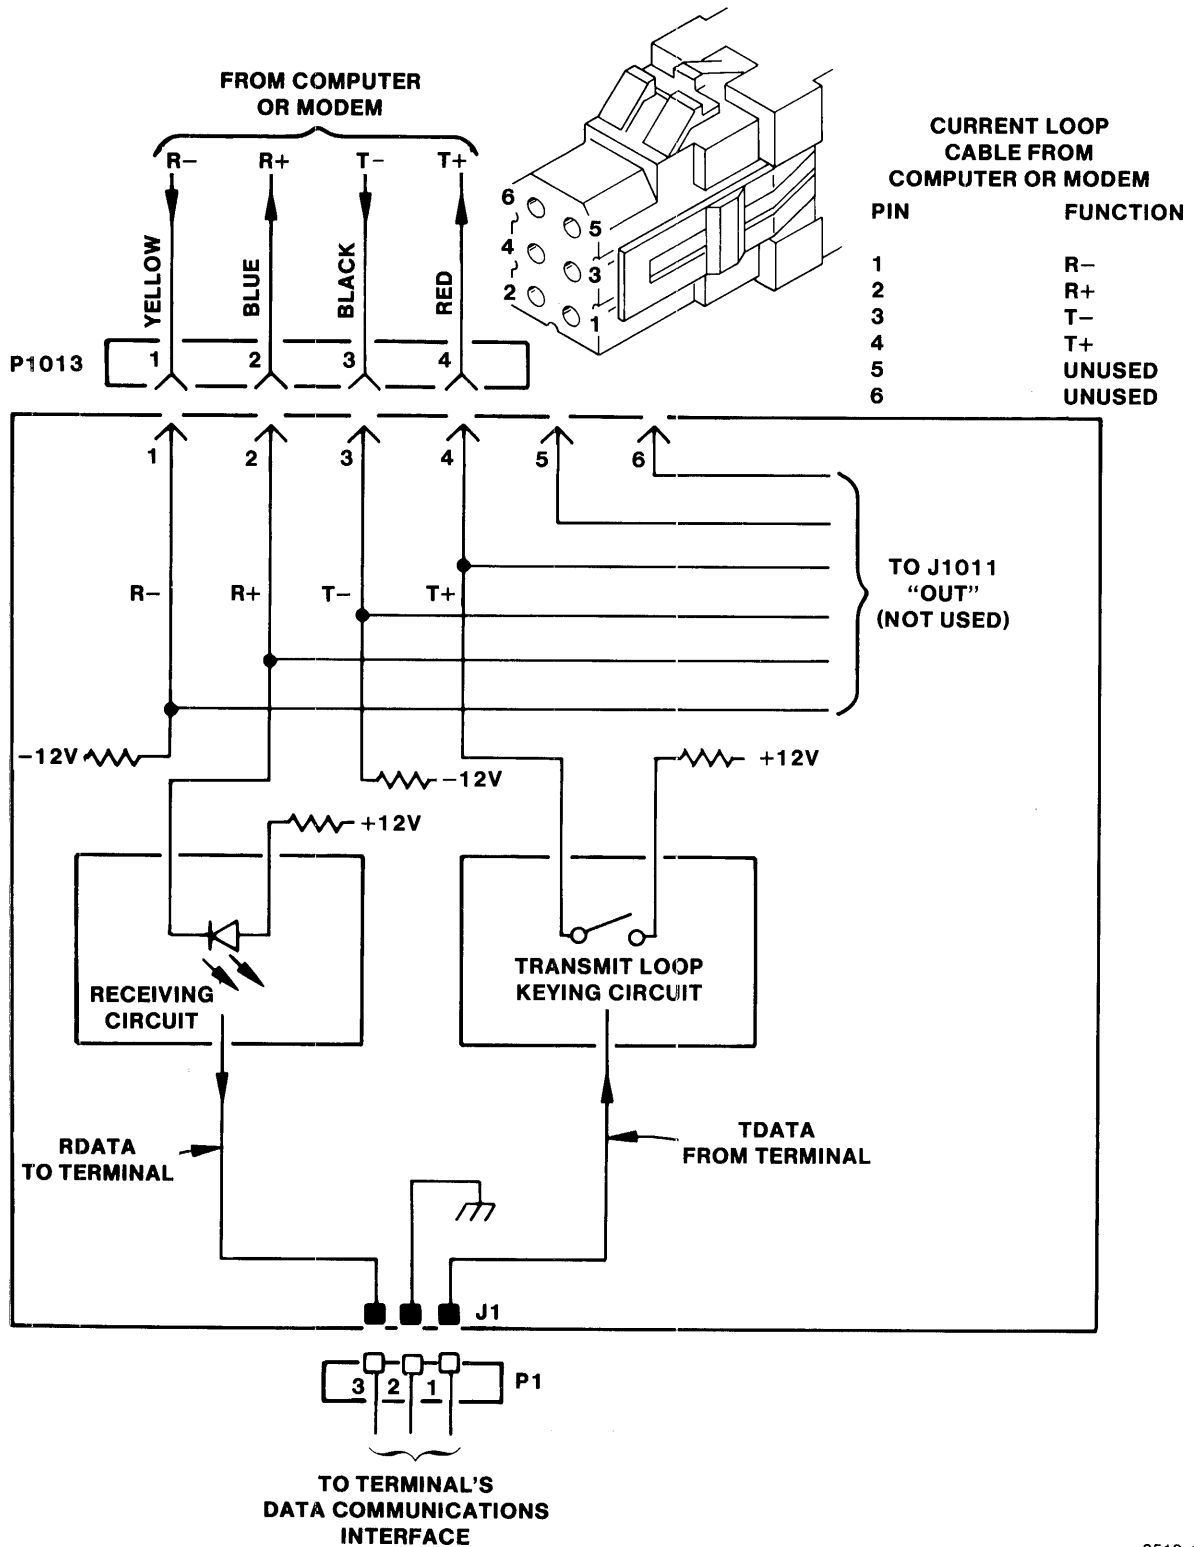 FROM COMPUTER
OR MODEM
R− R+ T− T+
YELLOW
BLUE
BLACK
RED
P1013
1 2 3 4
6
5
4
3
2
1
CURRENT LOOP
CABLE FROM
COMPUTER OR MODEM
PIN FUNCTION
1 R−
2 R+
3 T−
4 T+
5 UNUSED
6 UNUSED
1 2 3 4 5 6
R− R+ T− T+
TO J1011
“OUT”
(NOT USED)
−12V
−12V
+12V
+12V
RECEIVING
CIRCUIT
TRANSMIT LOOP
KEYING CIRCUIT
RDATA
TO TERMINAL
TDATA
FROM TERMINAL
J1
3 2 1
P1
TO TERMINAL'S
DATA COMMUNICATIONS
INTERFACE